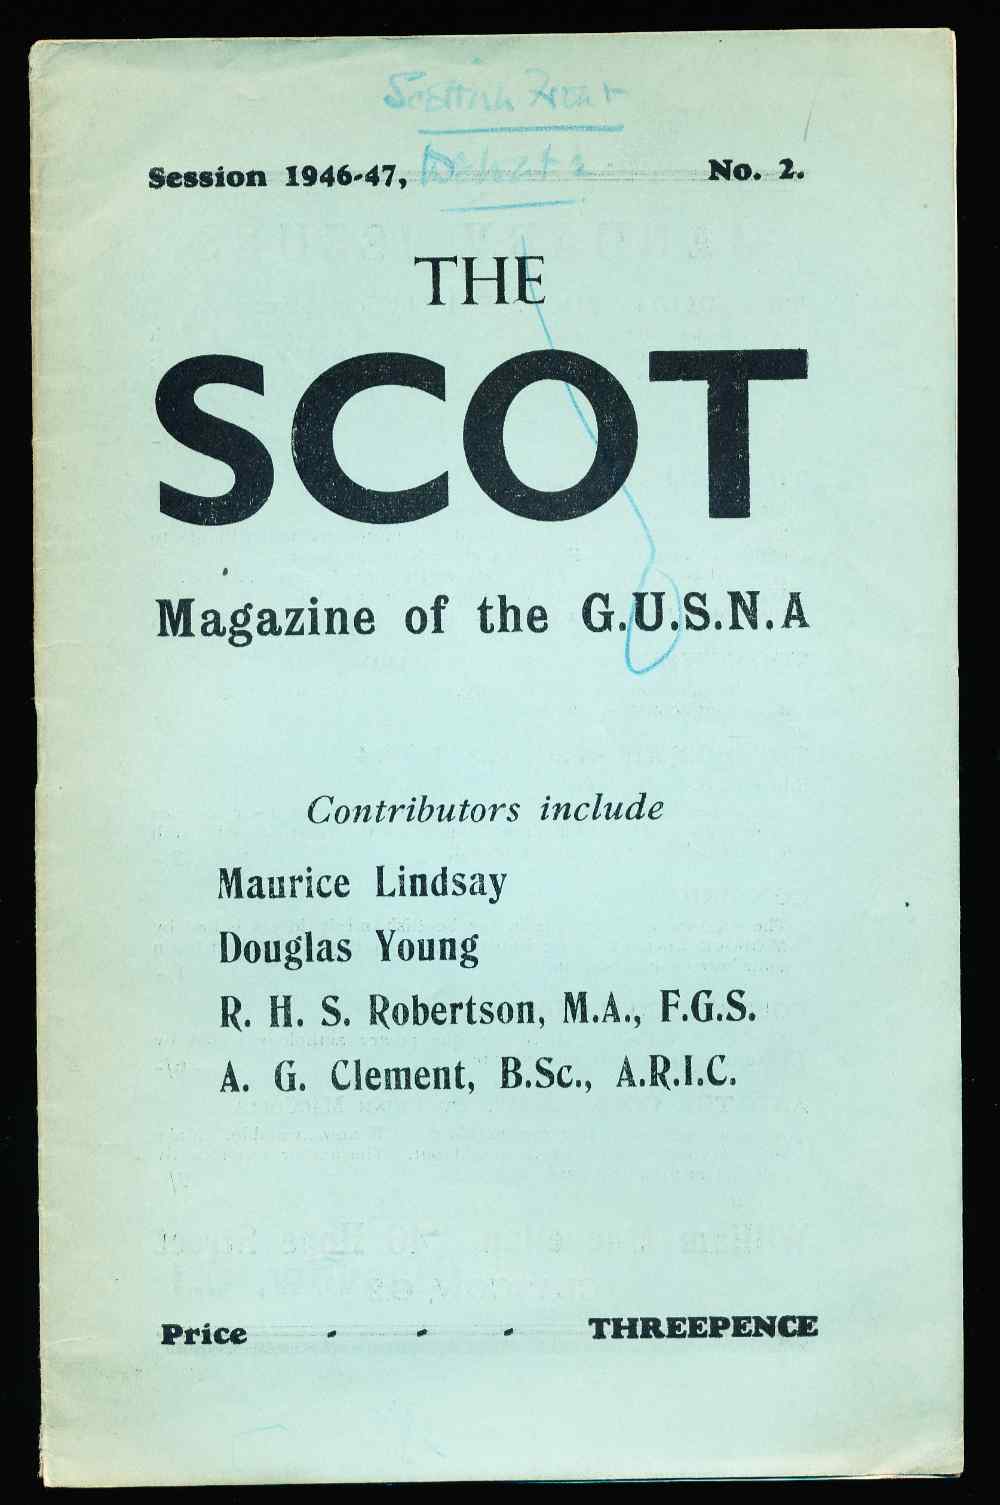 Scottish Front
Debate
Session 1946-47, No. 2.
THE
SCOT
Magazine of the G.U.S.N.A
Contributors include
Maurice Lindsay
Douglas Young
R. H. S. Robertson, M.A., F.G.S.
A. G. Clement, B.Sc., A.R.I.C.
Price - - - THREEPENCE